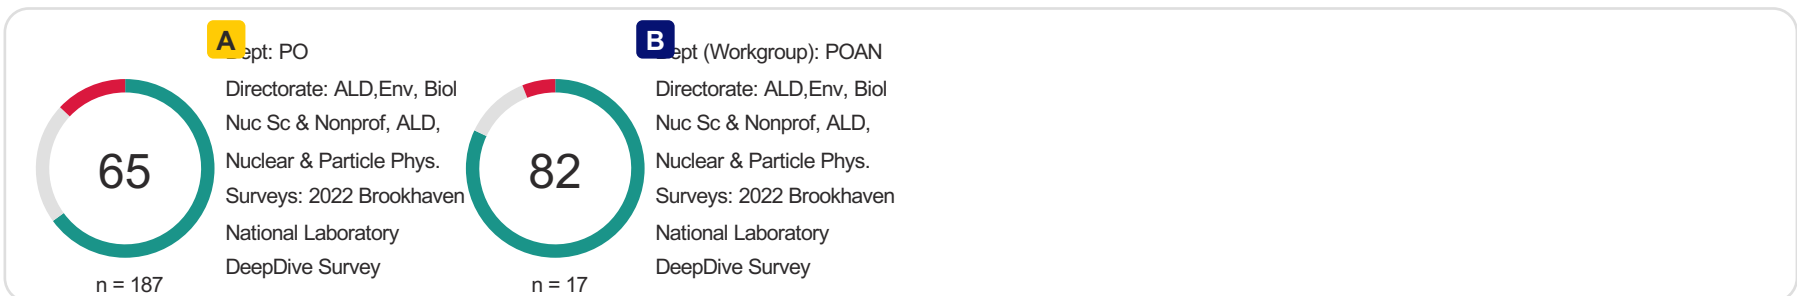 A
ept: PO
Directorate: ALD,Env, Biol
Nuc Sc & Nonprof, ALD,
Nuclear & Particle Phys.
Surveys: 2022 Brookhaven
National Laboratory
DeepDive Survey
65
n = 187
B
ept (Workgroup): POAN
Directorate: ALD,Env, Biol
Nuc Sc & Nonprof, ALD,
Nuclear & Particle Phys.
Surveys: 2022 Brookhaven
National Laboratory
DeepDive Survey
82
n = 17